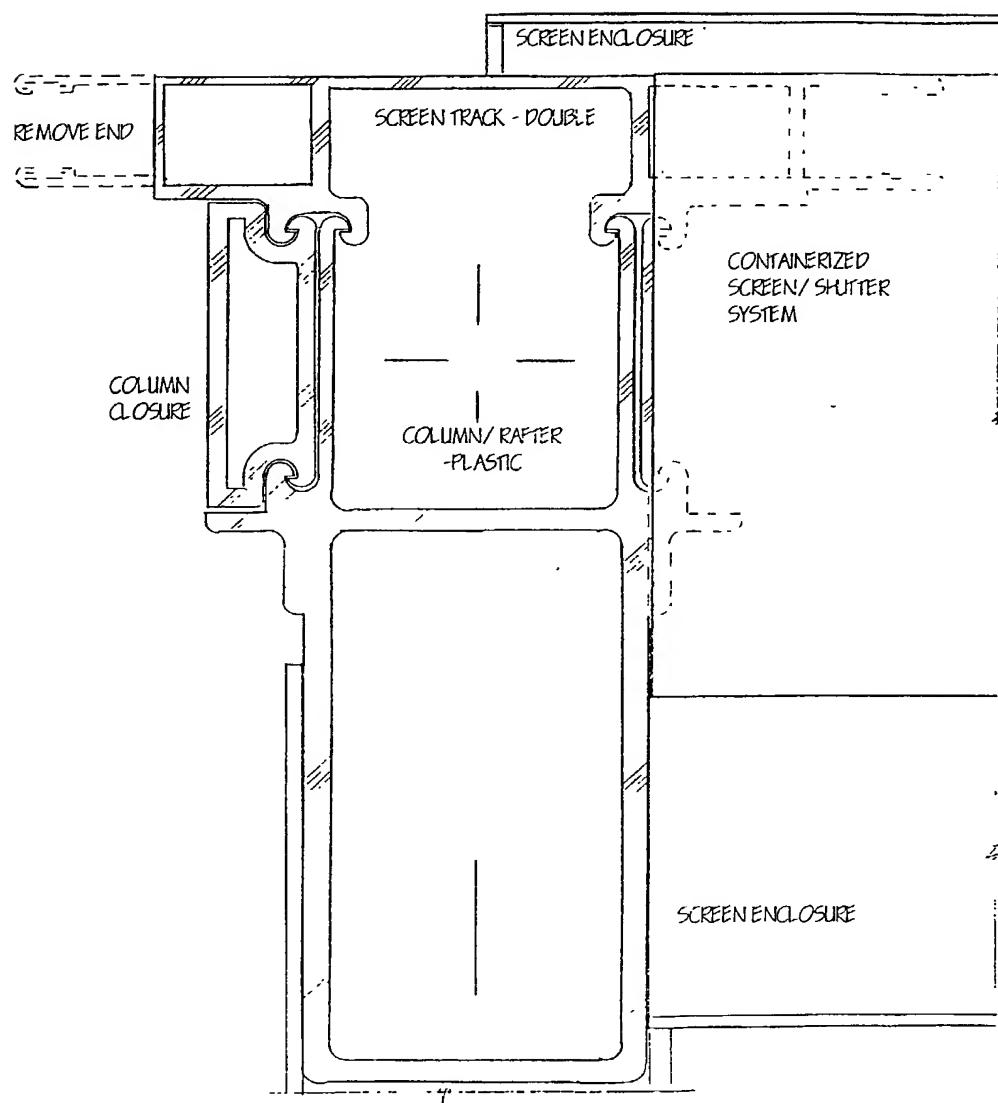 SCREEN ENCLOSURE
REMOVE END
SCREEN TRACK - DOUBLE
CONTAINERIZED
SCREEN/ SHUTTER
SYSTEM
COLUMN
CLOSURE
COLUMN/ RAFTER
-PLASTIC
SCREEN ENCLOSURE